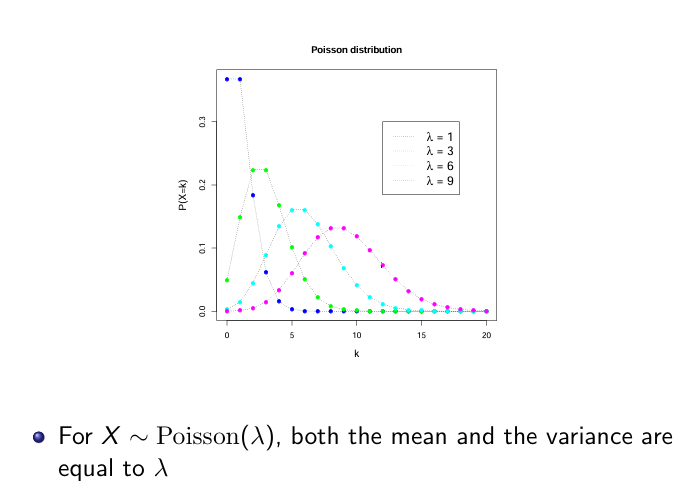 Poisson distribution
P(X=k)
0.3
0.2
0.1
0.0
λ = 1
λ = 3
λ = 6
λ = 9
0 5 10 15 20
k
For X ∼ Poisson(λ), both the mean and the variance are
equal to λ